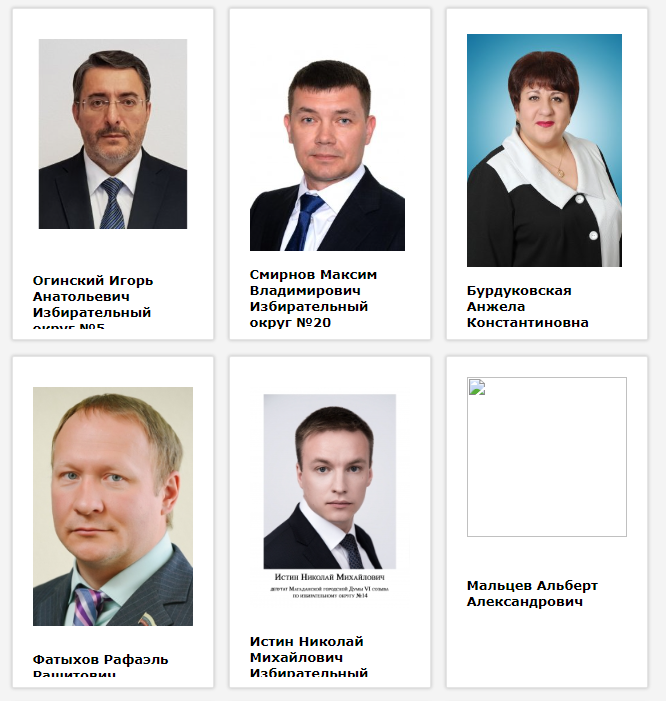 Огинский Игорь
Анатольевич
Избирательный
округ №5
Смирнов Максим
Владимирович
Избирательный
округ №20
Бурдуковская
Анжела
Константиновна
Фатыхов Рафаэль
Рашитович
Истин Николай Михайлович
депутат Магаданской городской Думы VI созыва
по избирательному округу №14
Истин Николай
Михайлович
Избирательный
Мальцев Альберт
Александрович